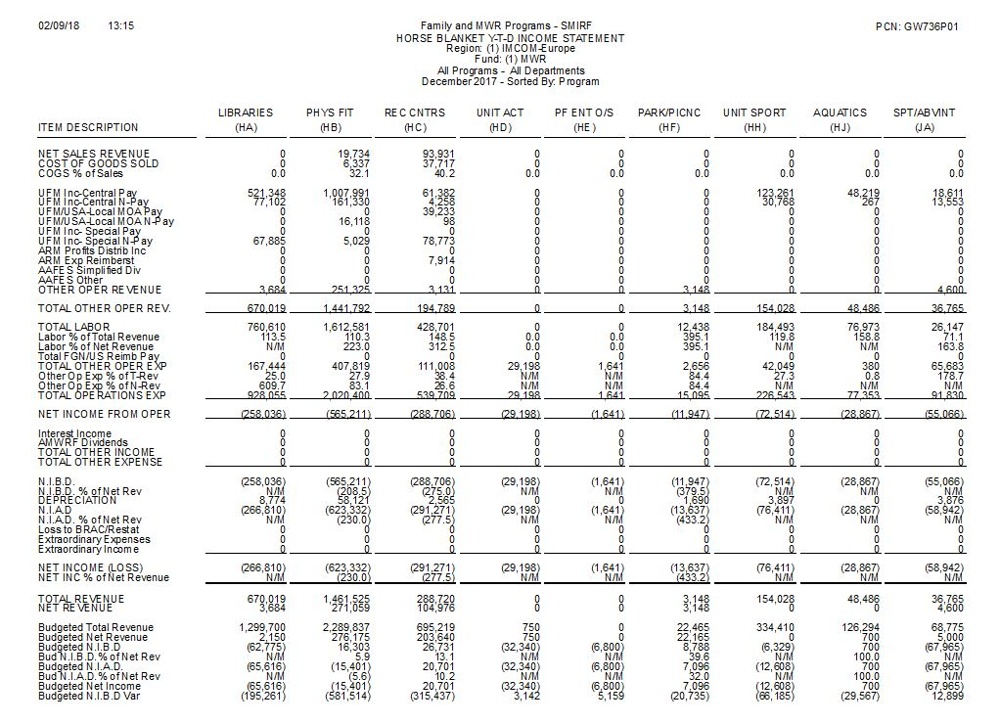 02/09/18 13:15 Family and MWR Programs - SMIRF PCN: GW736P01
HORSE BLANKET Y-T-D INCOME STATEMENT
Region: (1) IMCOM-Europe
Fund: (1) MWR
All Programs - All Departments
December 2017 - Sorted By: Program
LIBRARIES PHYS FIT REC CNTRS UNIT ACT PF ENT O/S PARK/PICNC UNIT SPORT AQUATICS SPT/ABVINT
ITEM DESCRIPTION (HA) (HB) (HC) (HD) (HE) (HF) (HH) (HJ) (JA)
NET SALES REVENUE 0 19,734 93,931 0 0 0 0 0 0
COST OF GOODS SOLD 0 6,337 37,717 0 0 0 0 0 0
COGS % of Sales 0.0 32.1 40.2 0.0 0.0 0.0 0.0 0.0 0.0
UFM Inc-Central Pay 521,348 1,007,991 61,382 0 0 0 123,261 48,219 18,611
UFM Inc-Central N-Pay 77,102 161,330 4,258 0 0 0 30,768 267 13,553
UFM/USA-Local MOA Pay 0 0 39,233 0 0 0 0 0 0
UFM/USA-Local MOA N-Pay 0 16,118 98 0 0 0 0 0 0
UFM Inc- Special Pay 0 0 0 0 0 0 0 0 0
UFM Inc- Special N-Pay 67,885 5,029 78,773 0 0 0 0 0 0
ARM Profits Distrib Inc 0 0 0 0 0 0 0 0 0
ARM Exp Reimberst 0 0 7,914 0 0 0 0 0 0
AAFES Simplified Div 0 0 0 0 0 0 0 0 0
AAFES Other 0 0 0 0 0 0 0 0 0
OTHER OPER REVENUE 3,684 251,325 3,131 0 0 3,148 0 0 4,600
TOTAL OTHER OPER REV. 670,019 1,441,792 194,789 0 0 3,148 154,028 48,486 36,765
TOTAL LABOR 760,610 1,612,581 428,701 0 0 12,438 184,493 76,973 26,147
Labor % of Total Revenue 113.5 110.3 148.5 0.0 0.0 395.1 119.8 158.8 71.1
Labor % of Net Revenue N/M 223.0 312.5 0.0 0.0 395.1 N/M N/M 163.8
Total FGN/US Reimb Pay 0 0 0 0 0 0 0 0 0
TOTAL OTHER OPER EXP 167,444 407,819 111,008 29,198 1,641 2,656 42,049 380 65,683
Other Op Exp % of T-Rev 25.0 27.9 38.4 N/M N/M 84.4 27.3 0.8 178.7
Other Op Exp % of N-Rev 609.7 83.1 26.6 N/M N/M 84.4 N/M N/M N/M
TOTAL OPERATIONS EXP 928,055 2,020,400 539,709 29,198 1,641 15,095 226,543 77,353 91,830
NET INCOME FROM OPER (258,036) (565,211) (288,706) (29,198) (1,641) (11,947) (72,514) (28,867) (55,066)
Interest Income 0 0 0 0 0 0 0 0 0
AMWRF Dividends 0 0 0 0 0 0 0 0 0
TOTAL OTHER INCOME 0 0 0 0 0 0 0 0 0
TOTAL OTHER EXPENSE 0 0 0 0 0 0 0 0 0
N.I.B.D. (258,036) (565,211) (288,706) (29,198) (1,641) (11,947) (72,514) (28,867) (55,066)
N.I.B.D. % of Net Rev N/M (208.5) (275.0) N/M N/M (379.5) N/M N/M N/M
DEPRECIATION 8,774 58,121 2,565 0 0 1,690 3,897 0 3,876
N.I.A.D (266,810) (623,332) (291,271) (29,198) (1,641) (13,637) (76,411) (28,867) (58,942)
N.I.A.D. % of Net Rev N/M (230.0) (277.5) N/M N/M (433.2) N/M N/M N/M
Loss to BRAC/Restat 0 0 0 0 0 0 0 0 0
Extraordinary Expenses 0 0 0 0 0 0 0 0 0
Extraordinary Income 0 0 0 0 0 0 0 0 0
NET INCOME (LOSS) (266,810) (623,332) (291,271) (29,198) (1,641) (13,637) (76,411) (28,867) (58,942)
NET INC % of Net Revenue N/M (230.0) (277.5) N/M N/M (433.2) N/M N/M N/M
TOTAL REVENUE 670,019 1,461,525 288,720 0 0 3,148 154,028 48,486 36,765
NET REVENUE 3,684 271,059 104,976 0 0 3,148 0 0 4,600
Budgeted Total Revenue 1,299,700 2,289,837 695,219 750 0 22,465 334,410 126,294 68,775
Budgeted Net Revenue 2,150 276,175 203,640 750 0 22,165 0 700 5,000
Budgeted N.I.B.D (62,775) 16,303 26,731 (32,340) (6,800) 8,788 (6,329) 700 (67,965)
Bud N.I.B.D. % of Net Rev N/M 5.9 13.1 N/M N/M 39.6 N/M 100.0 N/M
Budgeted N.I.A.D. (65,616) (15,401) 20,701 (32,340) (6,800) 7,096 (12,608) 700 (67,965)
Bud N.I.A.D. % of Net Rev N/M (5.6) 10.2 N/M N/M 32.0 N/M 100.0 N/M
Budgeted Net Income (65,616) (15,401) 20,701 (32,340) (6,800) 7,096 (12,608) 700 (67,965)
Budgeted N.I.B.D Var (195,261) (581,514) (315,437) 3,142 5,159 (20,735) (66,185) (29,567) 12,899